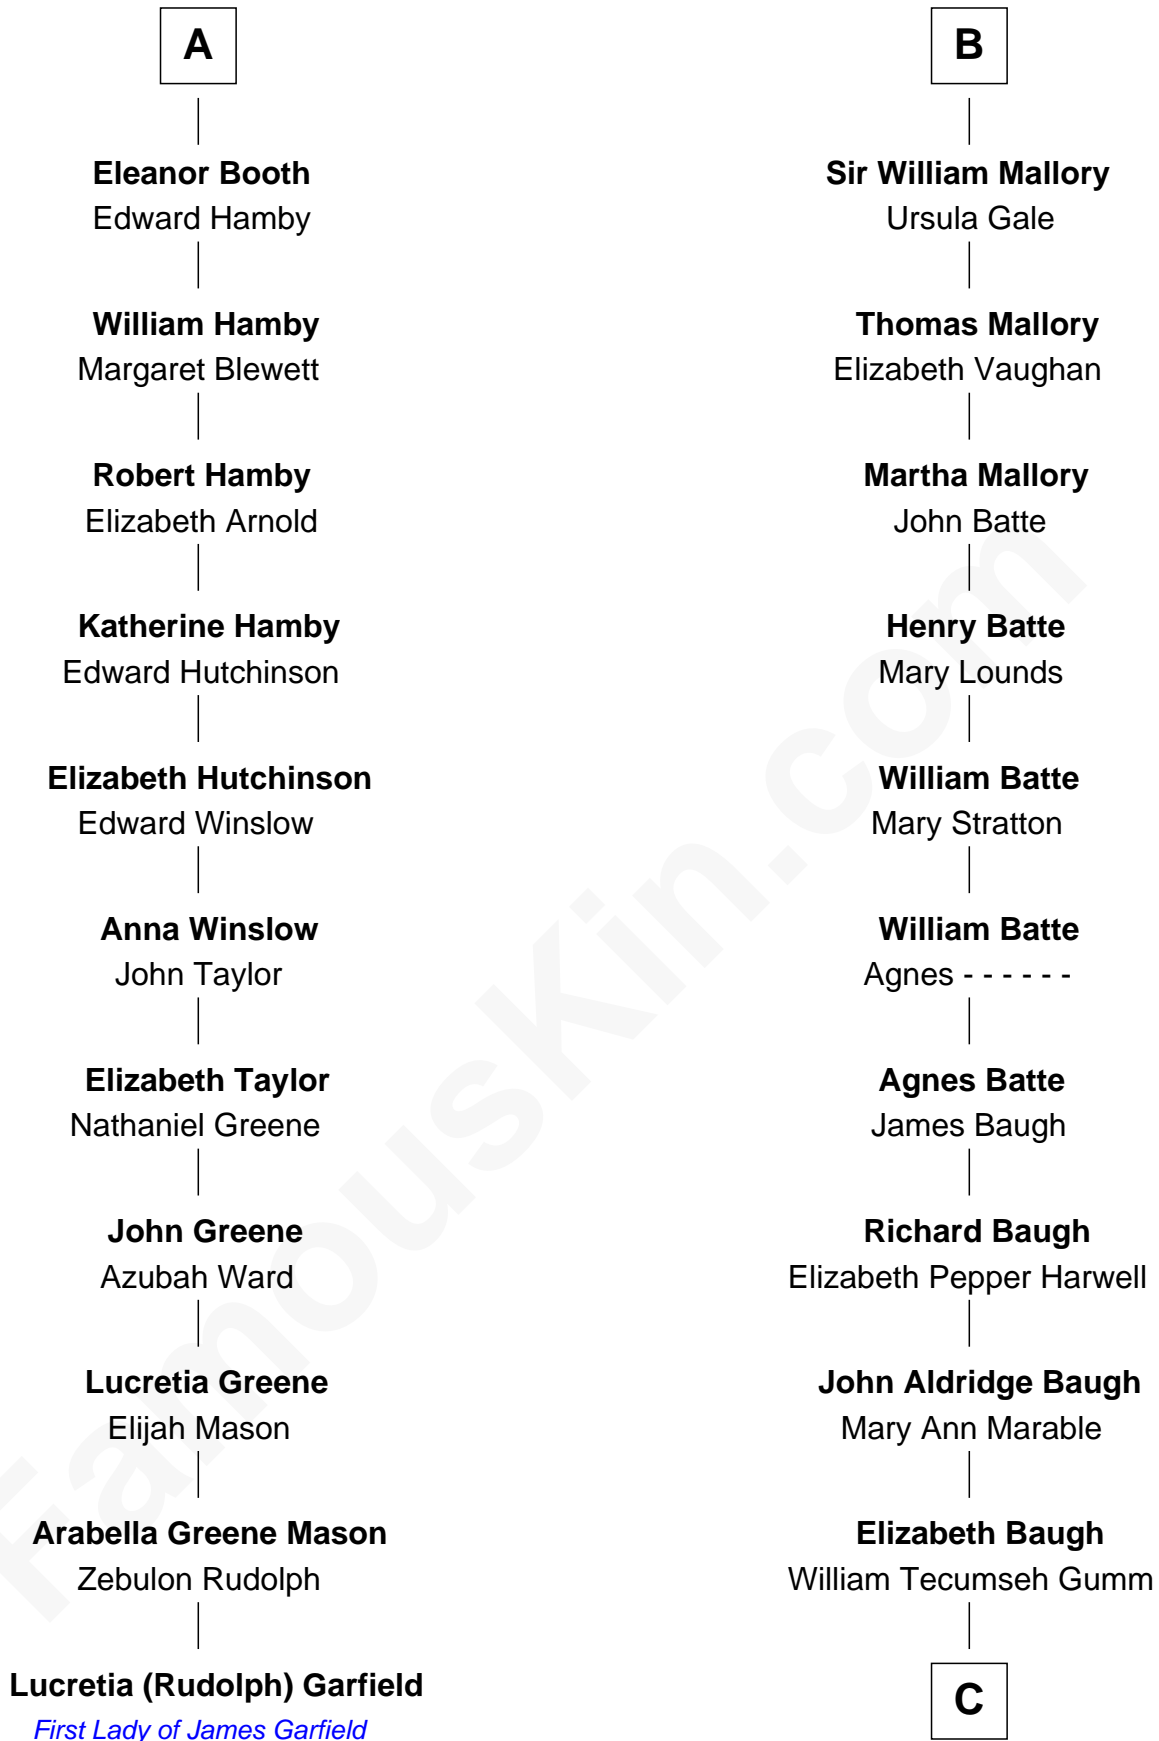 A
Eleanor Booth
Edward Hamby
William Hamby
Margaret Blewett
Robert Hamby
Elizabeth Arnold
Katherine Hamby
Edward Hutchinson
Elizabeth Hutchinson
Edward Winslow
Anna Winslow
John Taylor
Elizabeth Taylor
Nathaniel Greene
John Greene
Azubah Ward
Lucretia Greene
Elijah Mason
Arabella Greene Mason
Zebulon Rudolph
Lucretia (Rudolph) Garfield
First Lady of James Garfield
B
Sir William Mallory
Ursula Gale
Thomas Mallory
Elizabeth Vaughan
Martha Mallory
John Batte
Henry Batte
Mary Lounds
William Batte
Mary Stratton
William Batte
Agnes - - - - - -
Agnes Batte
James Baugh
Richard Baugh
Elizabeth Pepper Harwell
John Aldridge Baugh
Mary Ann Marable
Elizabeth Baugh
William Tecumseh Gumm
C
FamousKin.com